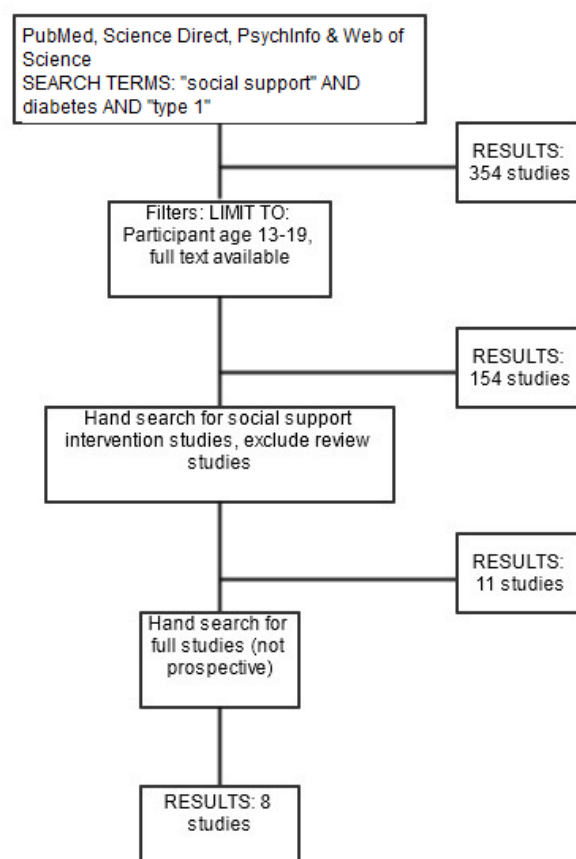 PubMed, Science Direct, PsychInfo & Web of
Science
SEARCH TERMS: "social support" AND
diabetes AND "type 1"
RESULTS:
354 studies
Filters: LIMIT TO:
Participant age 13-19,
full text available
RESULTS:
154 studies
Hand search for social support
intervention studies, exclude review
studies
RESULTS:
11 studies
Hand search for
full studies (not
prospective)
RESULTS: 8
studies